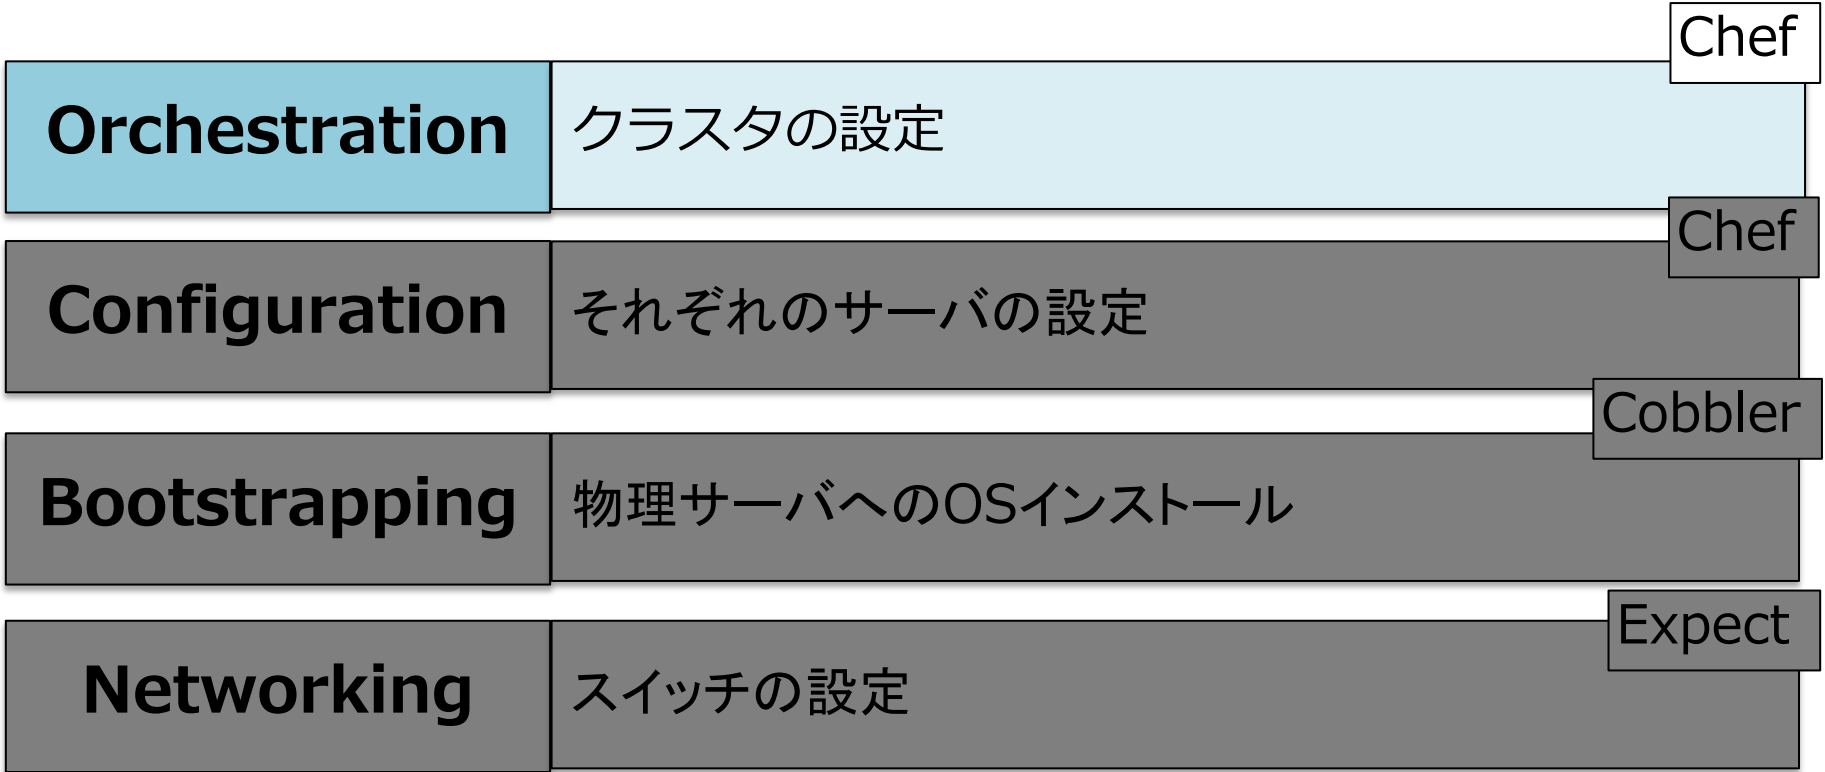 Chef
Orchestration
クラスタの設定
Chef
Configuration
それぞれのサーバの設定
Cobbler
Bootstrapping
物理サーバへのOSインストール
Expect
Networking
スイッチの設定